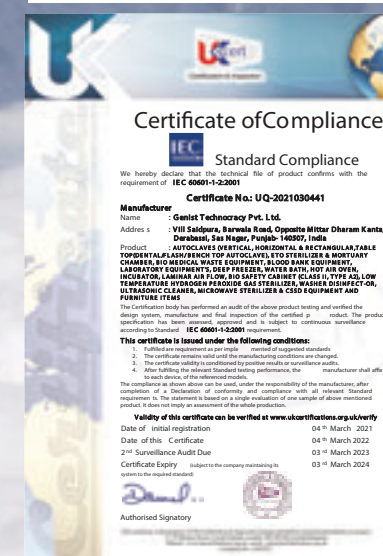 UK
UKcert
Certificate of Compliance
IEC
Standard Compliance
We hereby declare that the technical file of product confirms with the
requirement of IEC 60601-1-2:2001
Certificate No.: UQ-2021030441
Manufacturer
Name : Genist Technocracy Pvt. Ltd.
Addres s : Vill Saidpura, Barwala Road, Opposite Mittar Dharam Kanta,
Derabassi, Sas Nagar, Punjab- 140507, India
Product : AUTOCLAVES (VERTICAL, HORIZONTAL & RECTANGULAR,TABLE
TOP(DENTAL/FLASH/BENCH TOP AUTOCLAVE), ETO STERILIZER & MORTUARY
CHAMBER, BIO MEDICAL WASTE EQUIPMENT, BLOOD BANK EQUIPMENT,
LABORATORY EQUIPMENT'S, DEEP FREEZER, WATER BATH, HOT AIR OVEN,
INCUBATOR, LAMINAR AIR FLOW, BIO SAFETY CABINET (CLASS II, TYPE A2), LOW
TEMPERATURE HYDROGEN PEROXIDE GAS STERILIZER, WASHER DISINFECT-OR,
ULTRASONIC CLEANER, MICROWAVE STERILIZER & CSSD EQUIPMENT AND
FURNITURE ITEMS
The Certification body has performed an audit of the above product testing and verified the
design system, manufacture and final inspection of the certified p roduct. The produc
specification has been assessed, approved and is subject to continuous surveillance
according to Standard IEC 60601-1-2:2001 requirement.
This certificate is issued under the following conditions:
1. Fulfilled are requirement as per imple mented of suggested standards
2. The certificate remains valid until the manufacturing conditions are changed.
3. The certificate validity is conditioned by positive results or surveillance audits.
4. After fulfilling the relevant Standard testing performance, the manufacturer shall affix
to each device, of the referenced models.
The compliance as shown above can be used, under the responsibility of the manufacturer, after
completion of a Declaration of conformity and compliance with all relevant Standard
requiremen ts. The statement is based on a single evaluation of one sample of above mentioned
product. It does not imply an assessment of the whole production.
Validity of this certificate can be verified at www.ukcertifications.org.uk/verify
Date of initial registration 04 th March 2021
Date of this Certificate 04 th March 2022
2nd Surveillance Audit Due 03 rd March 2023
Certificate Expiry (subject to the company maintaining its 03 rd March 2024
system to the required standard)
Authorised Signatory